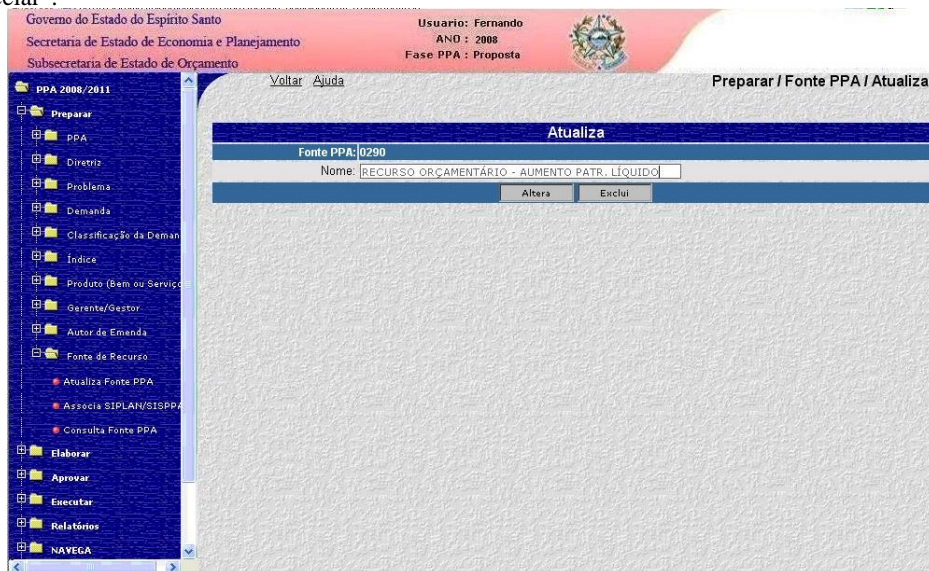 Governo do Estado do Espírito Santo
Secretaria de Estado de Economia e Planejamento
Subsecretaria de Estado de Orçamento
Usuario: Fernando
ANO : 2008
Fase PPA : Proposta
PPA 2008/2011
Preparar
PPA
Diretriz
Problema
Demanda
Classificação da Deman
Índice
Produto (Bem ou Serviço
Gerente/Gestor
Autor de Emenda
Fonte de Recurso
Atualiza Fonte PPA
Associa SIPLAN/SISPPA
Consulta Fonte PPA
Elaborar
Aprovar
Executar
Relatórios
NAVEGA
Voltar Ajuda
Preparar / Fonte PPA / Atualiza
Atualiza
Fonte PPA: 0290
Nome: RECURSO ORÇAMENTÁRIO - AUMENTO PATR. LÍQUIDO
Altera Exclui